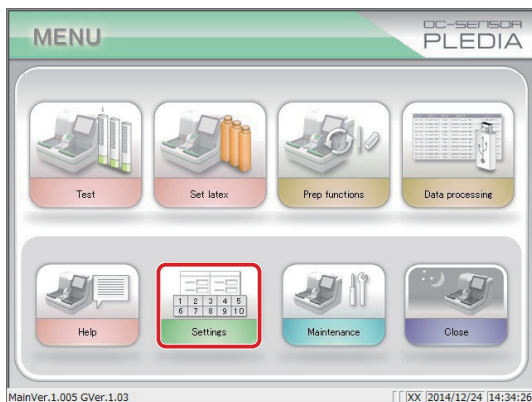 MENU
OC-SENSOR
PLEDIA
Test
Set latex
Prep functions
Data processing
1 2 3 4 5
6 7 8 9 10
Help
Settings
Maintenance
Close
MainVer.1.005 GVer.1.03
XX 2014/12/24 14:34:26